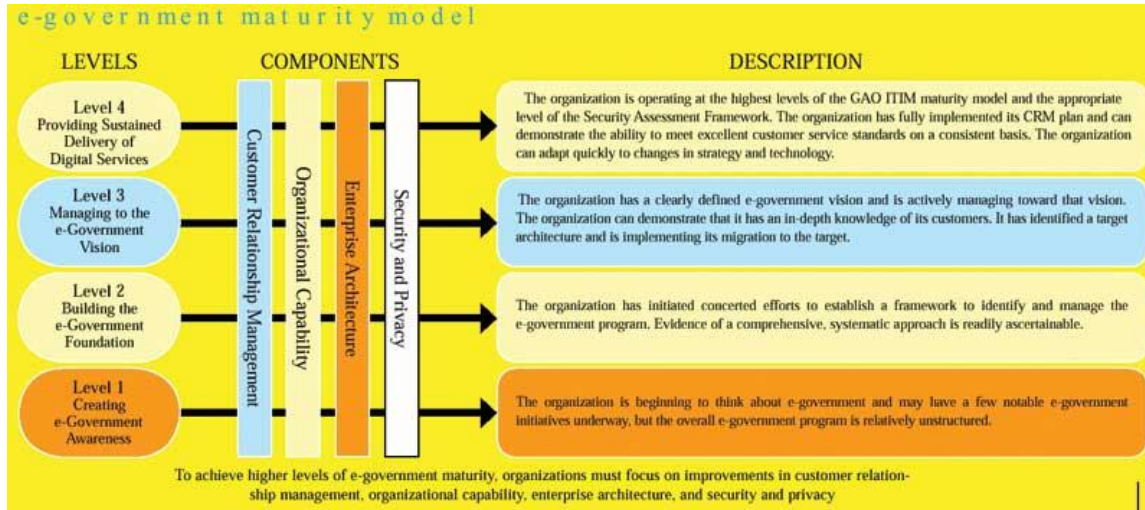 e-government maturity model
LEVELS
COMPONENTS
DESCRIPTION
Level 4
Providing Sustained
Delivery of
Digital Services
Level 3
Managing to the
e-Government
Vision
Level 2
Building the
e-Government
Foundation
Level 1
Creating
e-Government
Awareness
Customer Relationship Management
Organizational Capability
Enterprise Architecture
Security and Privacy
The organization is operating at the highest levels of the GAO ITIM maturity model and the appropriate
level of the Security Assessment Framework. The organization has fully implemented its CRM plan and can
demonstrate the ability to meet excellent customer service standards on a consistent basis. The organization
can adapt quickly to changes in strategy and technology.
The organization has a clearly defined e-government vision and is actively managing toward that vision.
The organization can demonstrate that it has an in-depth knowledge of its customers. It has identified a target
architecture and is implementing its migration to the target.
The organization has initiated concerted efforts to establish a framework to identify and manage the
e-government program. Evidence of a comprehensive, systematic approach is readily ascertainable.
The organization is beginning to think about e-government and may have a few notable e-government
initiatives underway, but the overall e-government program is relatively unstructured.
To achieve higher levels of e-government maturity, organizations must focus on improvements in customer relation-
ship management, organizational capability, enterprise architecture, and security and privacy